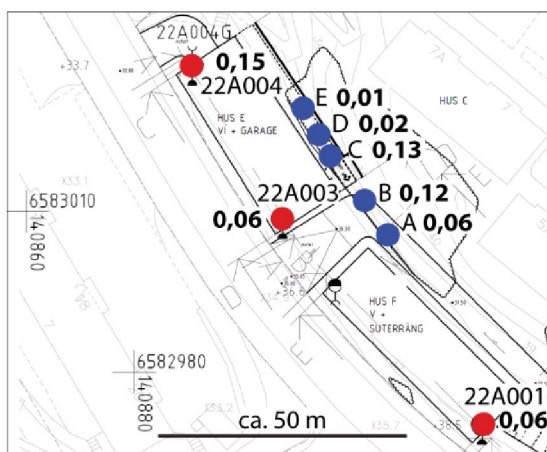 22A004G
+33.7
0,15
22A004
E 0,01
HUS C
HUS E
VI + GARAGE
D 0,02
C 0,13
22A003
B 0,12
0,06
A 0,06
6583010
140860
HUS F
V +
SUTERRÄNG
6582980
140880
22A001
ca. 50 m
0,06